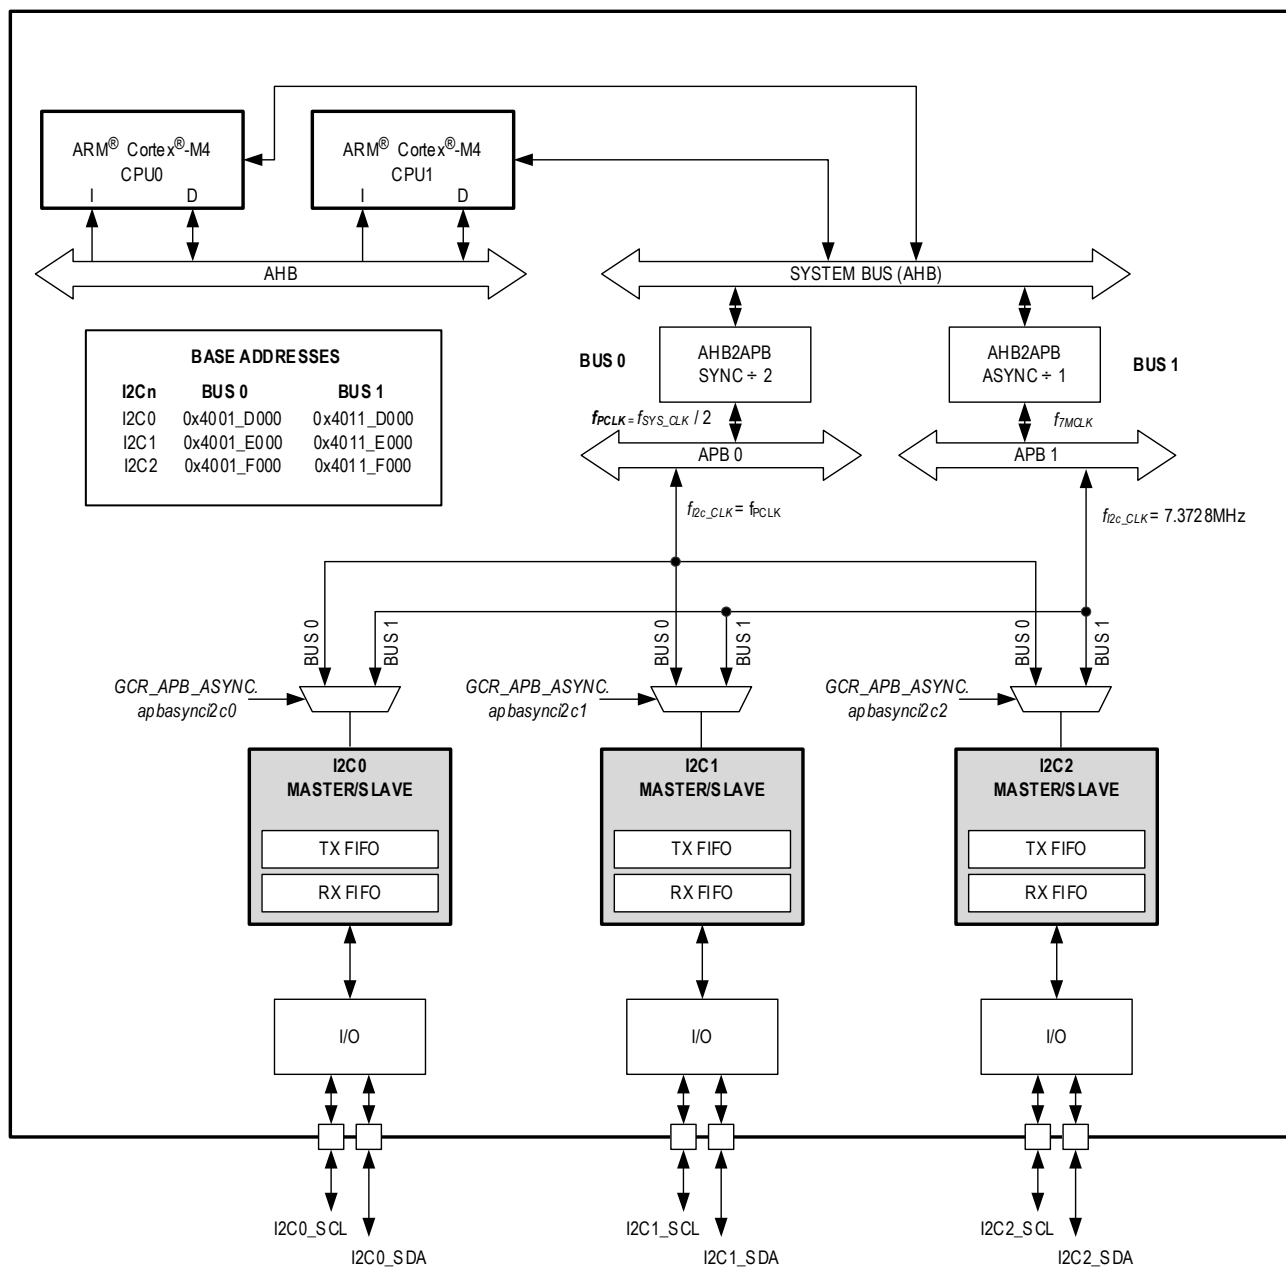 ARM® Cortex®-M4
CPU0
I D
ARM® Cortex®-M4
CPU1
I D
AHB
SYSTEM BUS (AHB)
BASE ADDRESSES
I2Cn BUS 0 BUS 1
I2C0 0x4001_D000 0x4011_D000
I2C1 0x4001_E000 0x4011_E000
I2C2 0x4001_F000 0x4011_F000
BUS 0
AHB2APB
SYNC ÷ 2
AHB2APB
ASYNC ÷ 1
BUS 1
fPCLK = fSYS_CLK / 2
f7MCLK
APB 0
APB 1
fI2c_CLK = fPCLK
fI2c_CLK = 7.3728MHz
BUS 0
BUS 1
BUS 0
BUS 1
BUS 0
BUS 1
GCR_APB_ASYNC.
apbasynci2c0
GCR_APB_ASYNC.
apbasynci2c1
GCR_APB_ASYNC.
apbasynci2c2
I2C0
MASTER/SLAVE
TX FIFO
RX FIFO
I2C1
MASTER/SLAVE
TX FIFO
RX FIFO
I2C2
MASTER/SLAVE
TX FIFO
RX FIFO
I/O
I/O
I/O
I2C0_SCL
I2C0_SDA
I2C1_SCL
I2C1_SDA
I2C2_SCL
I2C2_SDA